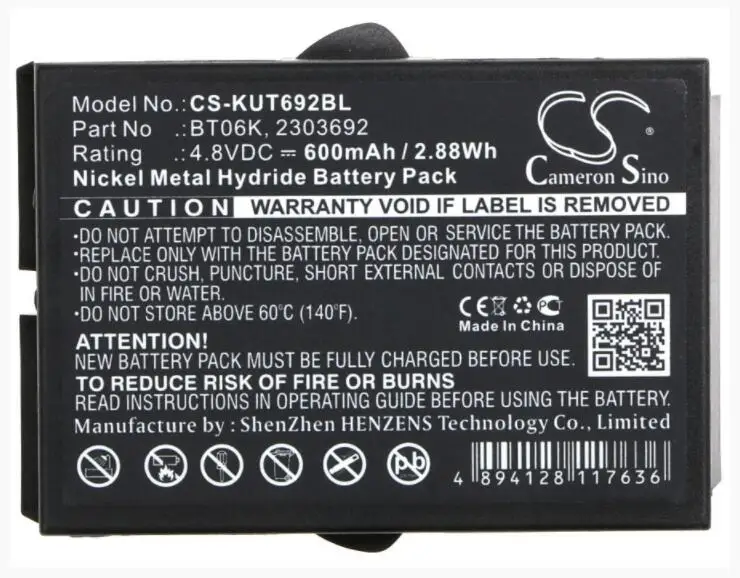 Model No.: CS-KUT692BL
Part No .: BT06K, 2303692
Rating .: 4.8VDC ⎓ 600mAh / 2.88Wh
Nickel Metal Hydride Battery Pack
Cameron Sino
®
CAUTION WARRANTY VOID IF LABEL IS REMOVED
•DO NOT ATTEMPT TO DISASSEMBLE, OPEN OR SERVICE THE BATTERY PACK.
•REPLACE ONLY WITH THE BATTERY PACK DESIGNATED FOR THIS PRODUCT.
•DO NOT CRUSH, PUNCTURE, SHORT EXTERNAL CONTACTS OR DISPOSE OF
IN FIRE OR WATER.
•DO NOT STORE ABOVE 60°C (140°F).
CE
Made In China
ATTENTION!
NEW BATTERY PACK MUST BE FULLY CHARGED BEFORE USE.
TO REDUCE RISK OF FIRE OR BURNS
READ INSTRUCTIONS IN OPERATING GUIDE BEFORE USING THE BATTERY.
Manufacture by : ShenZhen HENZENS Technology Co., Limited
Pb
4 894128 117636